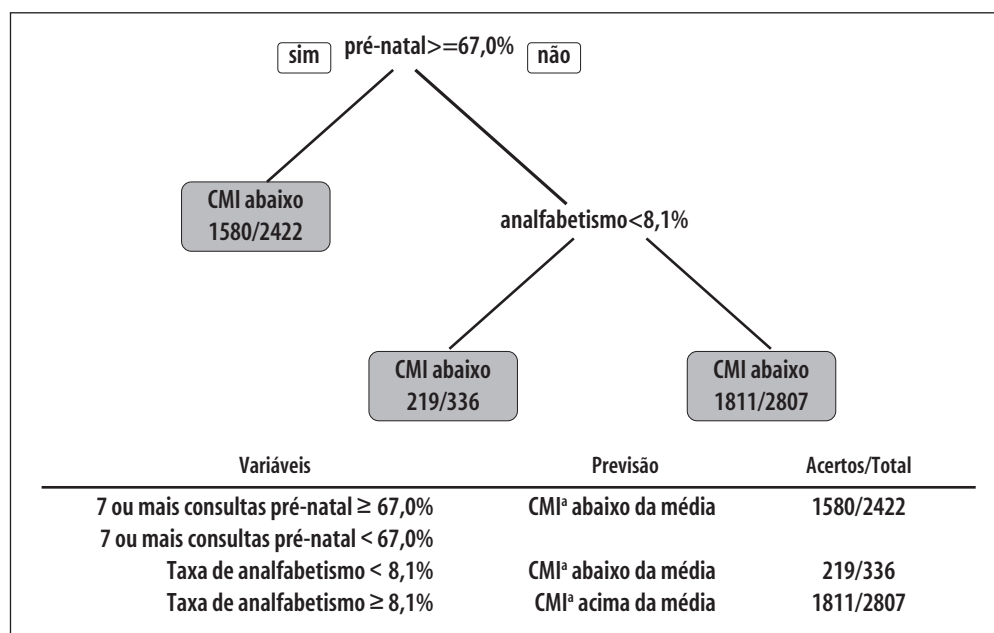 sim pré-natal>=67,0% não
CMI abaixo
1580/2422
analfabetismo<8,1%
CMI abaixo
219/336
CMI abaixo
1811/2807
Variáveis Previsão Acertos/Total
7 ou mais consultas pré-natal ≥ 67,0% CMIª abaixo da média 1580/2422
7 ou mais consultas pré-natal < 67,0%
Taxa de analfabetismo < 8,1% CMIª abaixo da média 219/336
Taxa de analfabetismo ≥ 8,1% CMIª acima da média 1811/2807